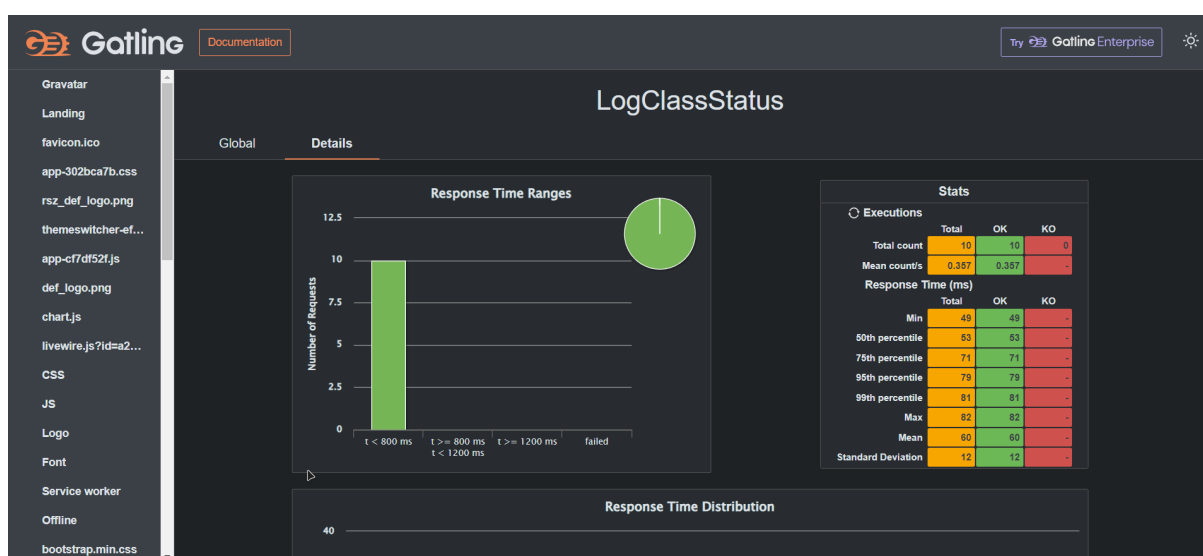 Gatling
Documentation
Try Gatling Enterprise
Gravatar
Landing
favicon.ico
app-302bca7b.css
rsz_def_logo.png
themeswitcher-ef...
app-cf7df52f.js
def_logo.png
chart.js
livewire.js?id=a2...
CSS
JS
Logo
Font
Service worker
Offline
bootstrap.min.css
LogClassStatus
Global Details
Response Time Ranges
Number of Requests
12.5
10
7.5
5
2.5
0
t < 800 ms
t >= 800 ms
t < 1200 ms
t >= 1200 ms
failed
Stats
Executions
Total OK KO
Total count 10 10 0
Mean count/s 0.357 0.357 -
Response Time (ms)
Total OK KO
Min 49 49 -
50th percentile 53 53 -
75th percentile 71 71 -
95th percentile 79 79 -
99th percentile 81 81 -
Max 82 82 -
Mean 60 60 -
Standard Deviation 12 12 -
Response Time Distribution
40